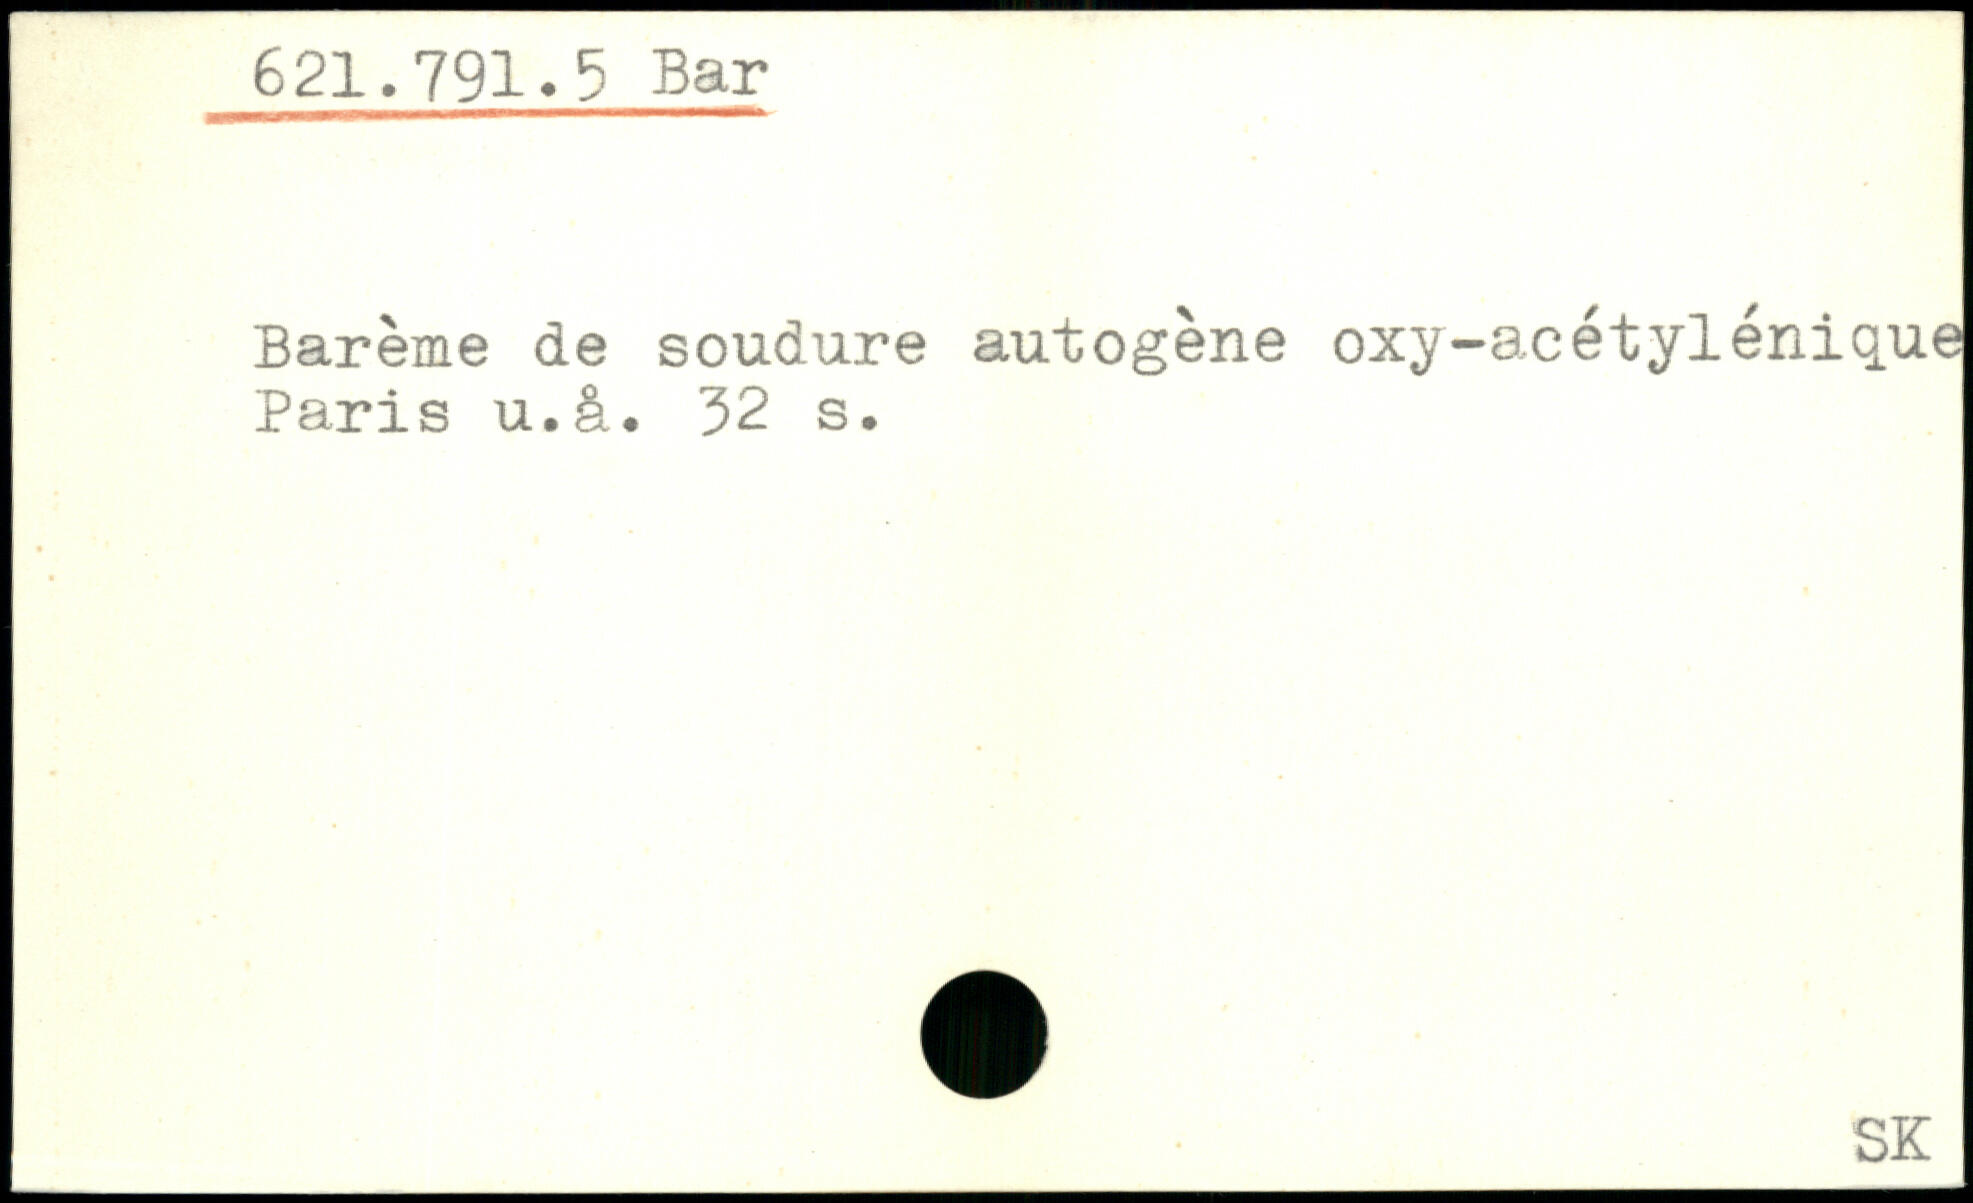 621.791.5 Bar
Barème de soudure autogène oxy-acétylénique
Paris u.å. 32 s.
SK